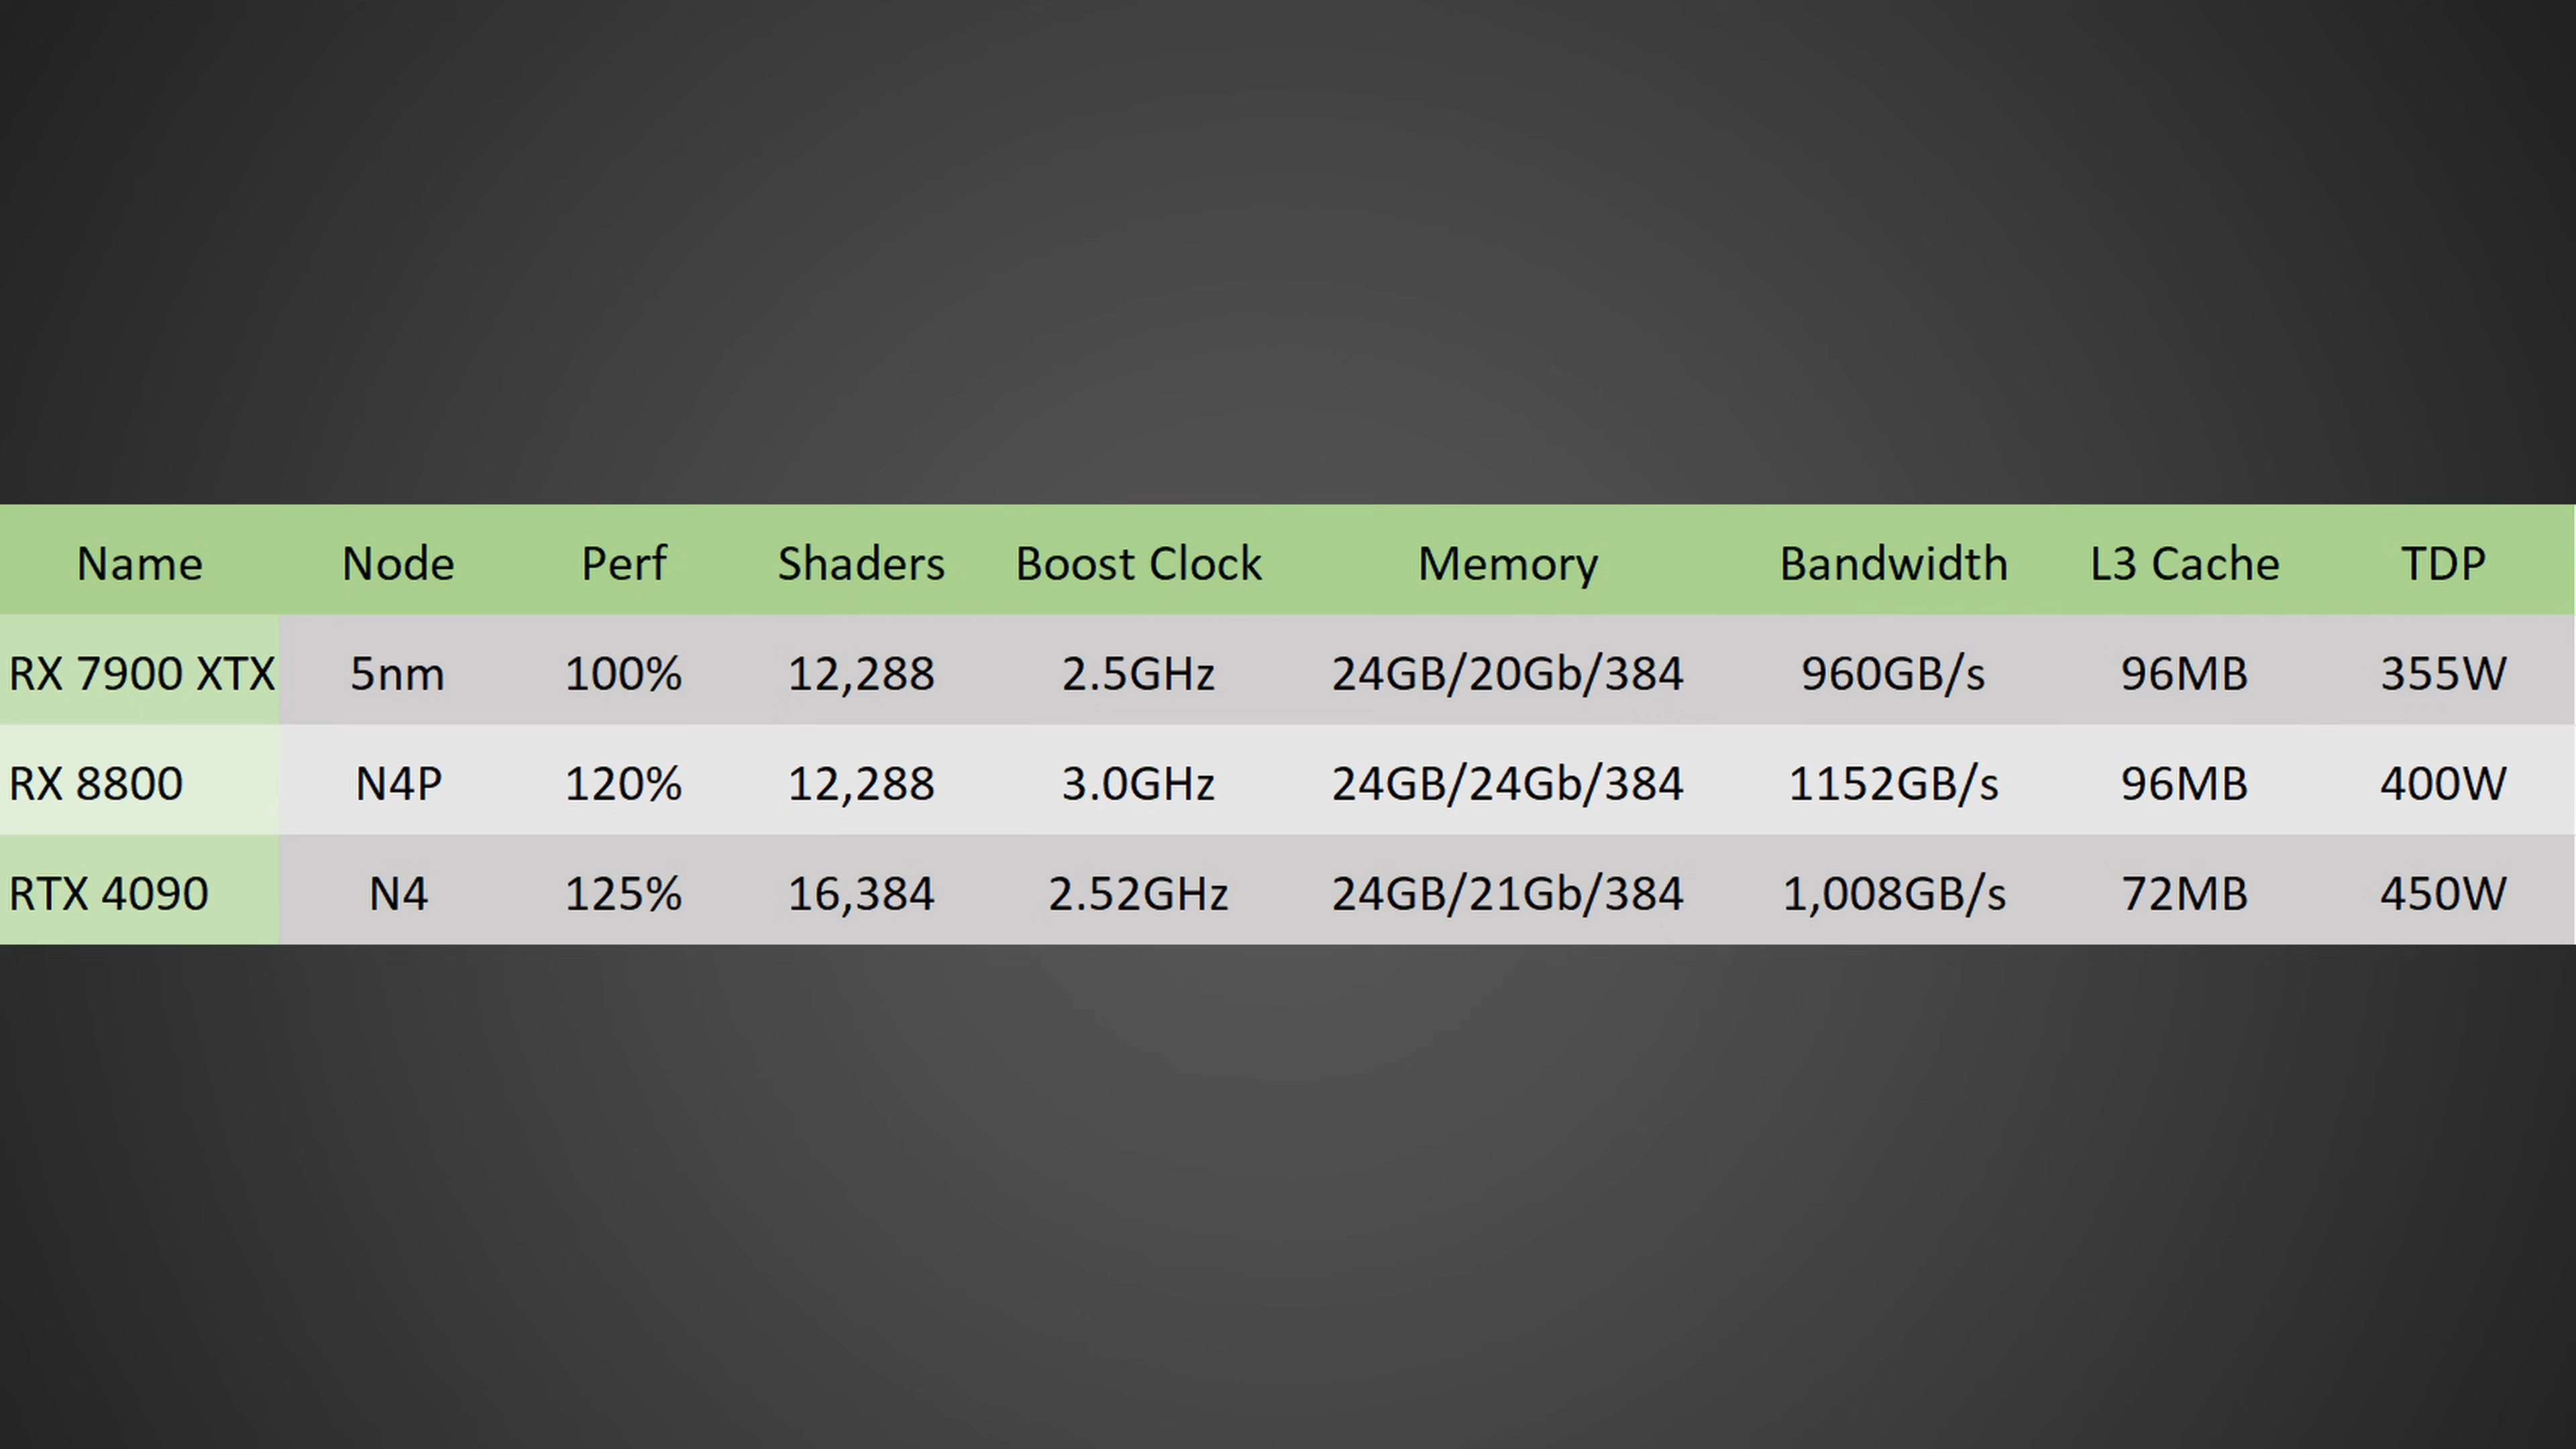 Name Node Perf Shaders Boost Clock Memory Bandwidth L3 Cache TDP
RX 7900 XTX 5nm 100% 12,288 2.5GHz 24GB/20Gb/384 960GB/s 96MB 355W
RX 8800 N4P 120% 12,288 3.0GHz 24GB/24Gb/384 1152GB/s 96MB 400W
RTX 4090 N4 125% 16,384 2.52GHz 24GB/21Gb/384 1,008GB/s 72MB 450W